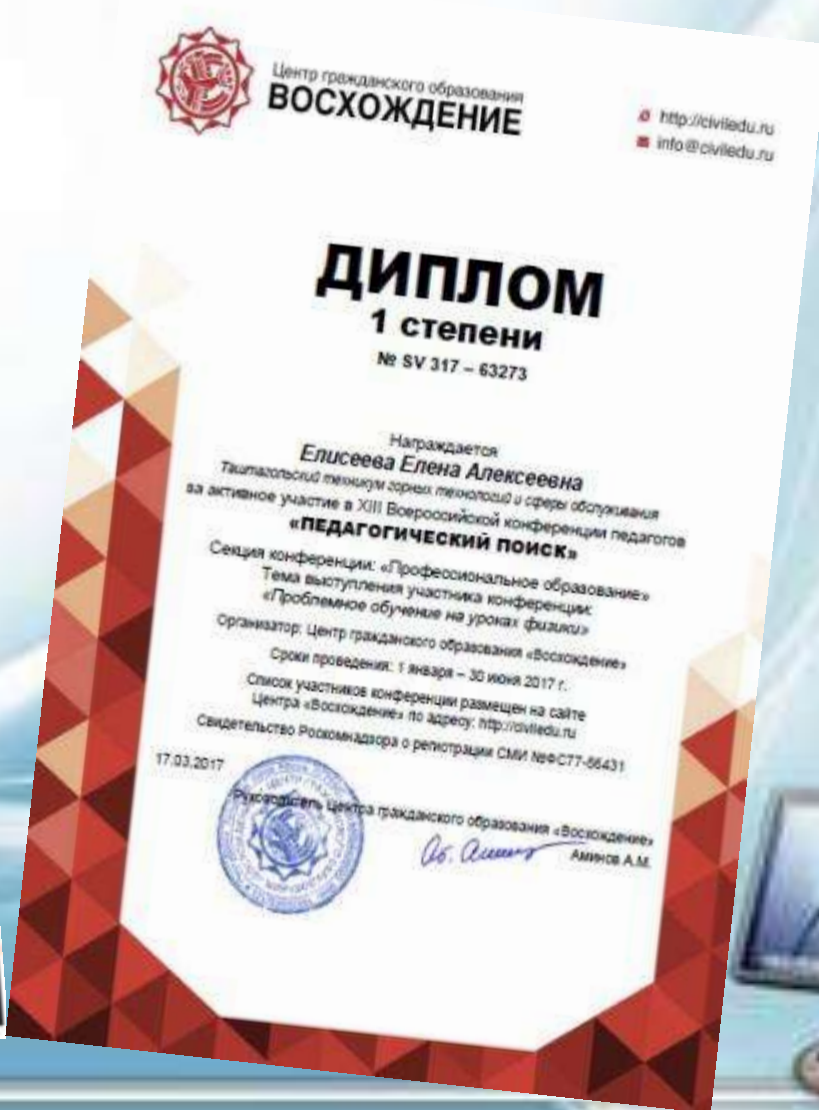 Центр гражданского образования
ВОСХОЖДЕНИЕ
http://civiledu.ru
info@civiledu.ru
ДИПЛОМ
1 степени
№ SV 317 – 63273
Награждается
Елисеева Елена Алексеевна
Таштагольский техникум горных технологий и сферы обслуживания
за активное участие в XIII Всероссийской конференции педагогов
«ПЕДАГОГИЧЕСКИЙ ПОИСК»
Секция конференции: «Профессиональное образование»
Тема выступления участника конференции:
«Проблемное обучение на уроках физики»
Организатор: Центр гражданского образования «Восхождение»
Сроки проведения: 1 января – 30 июня 2017 г.
Список участников конференции размещен на сайте
Центра «Восхождение» по адресу: http://civiledu.ru
Свидетельство Роскомнадзора о регистрации СМИ №ФС77-56431
17.03.2017
Руководитель Центра гражданского образования «Восхождение»
Аминов А.М.